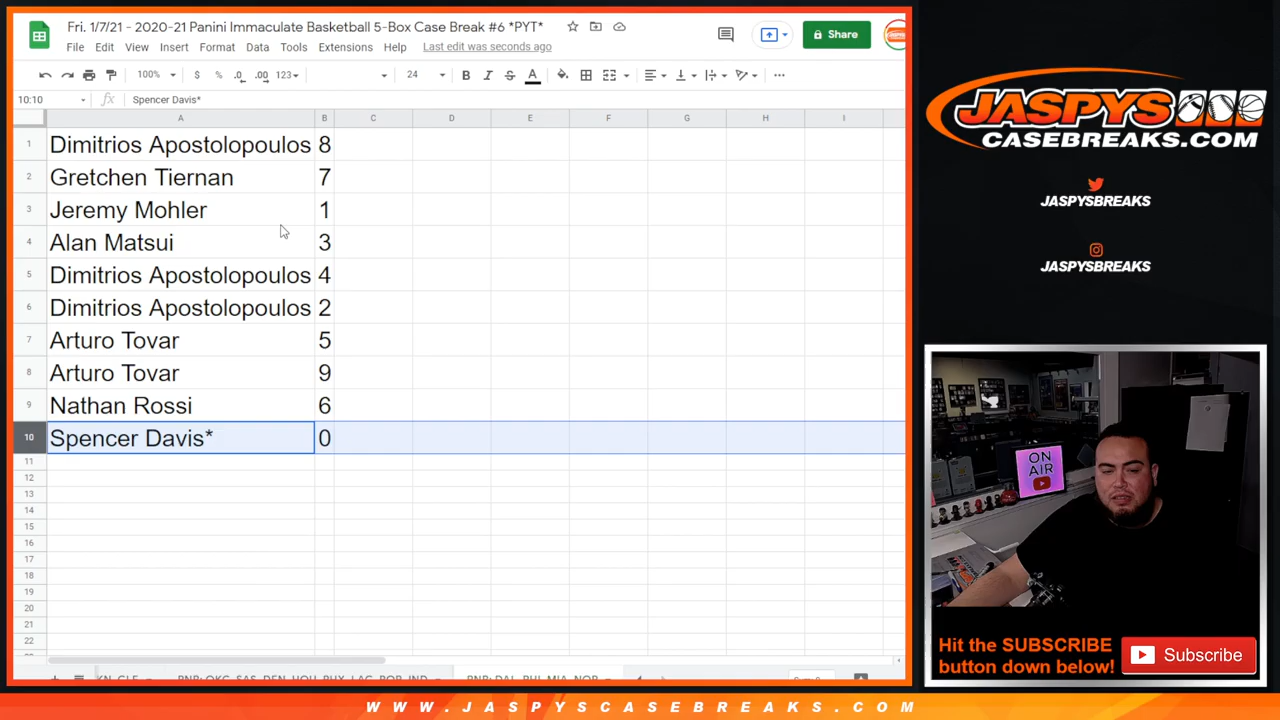 Fri. 1/7/21 - 2020-21 Panini Immaculate Basketball 5-Box Case Break #6 *PYT*
File Edit View Insert Format Data Tools Extensions Help Last edit was seconds ago
Share
100% $ % .0 .00 123 24 B I S A
10:10 fx Spencer Davis*
A B C D E F G H I
1 Dimitrios Apostolopoulos 8
2 Gretchen Tiernan 7
3 Jeremy Mohler 1
4 Alan Matsui 3
5 Dimitrios Apostolopoulos 4
6 Dimitrios Apostolopoulos 2
7 Arturo Tovar 5
8 Arturo Tovar 9
9 Nathan Rossi 6
10 Spencer Davis* 0
11
12
13
14
15
16
17
18
19
20
21
22
JASPYS
CASEBREAKS.COM
JASPYSBREAKS
JASPYSBREAKS
ON
AIR
Hit the SUBSCRIBE
button down below!
Subscribe
WWW.JASPYSCASEBREAKS.COM